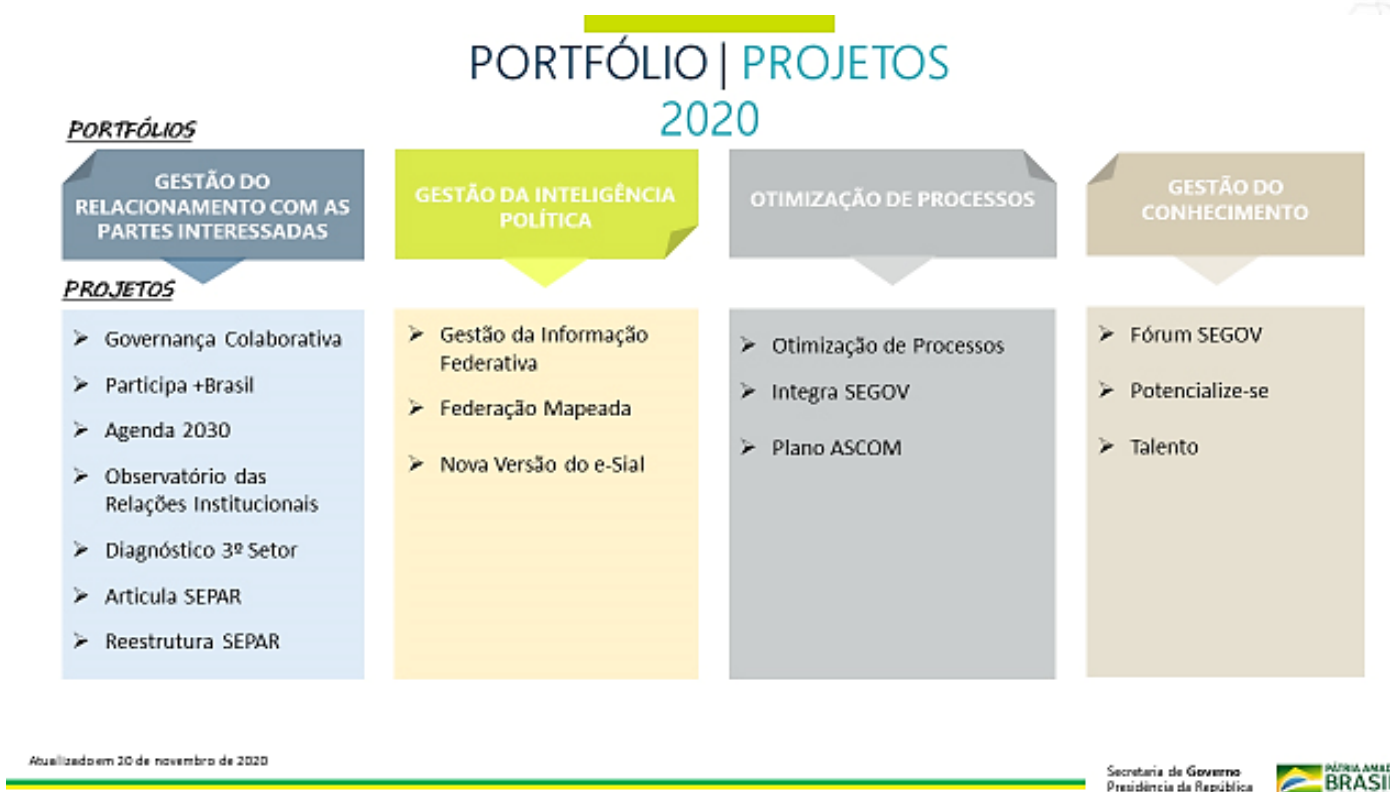 PORTFÓLIO | PROJETOS
2020
PORTFÓLIOS
GESTÃO DO
RELACIONAMENTO COM AS
PARTES INTERESSADAS
GESTÃO DA INTELIGÊNCIA
POLÍTICA
OTIMIZAÇÃO DE PROCESSOS
GESTÃO DO
CONHECIMENTO
PROJETOS
➢ Governança Colaborativa
➢ Participa +Brasil
➢ Agenda 2030
➢ Observatório das
Relações Institucionais
➢ Diagnóstico 3º Setor
➢ Articula SEPAR
➢ Reestrutura SEPAR
➢ Gestão da Informação
Federativa
➢ Federação Mapeada
➢ Nova Versão do e-Sial
➢ Otimização de Processos
➢ Integra SEGOV
➢ Plano ASCOM
➢ Fórum SEGOV
➢ Potencialize-se
➢ Talento
Atualizado em 20 de novembro de 2020
Secretaria de Governo
Presidência da República
PÁTRIA AMAD
BRASI